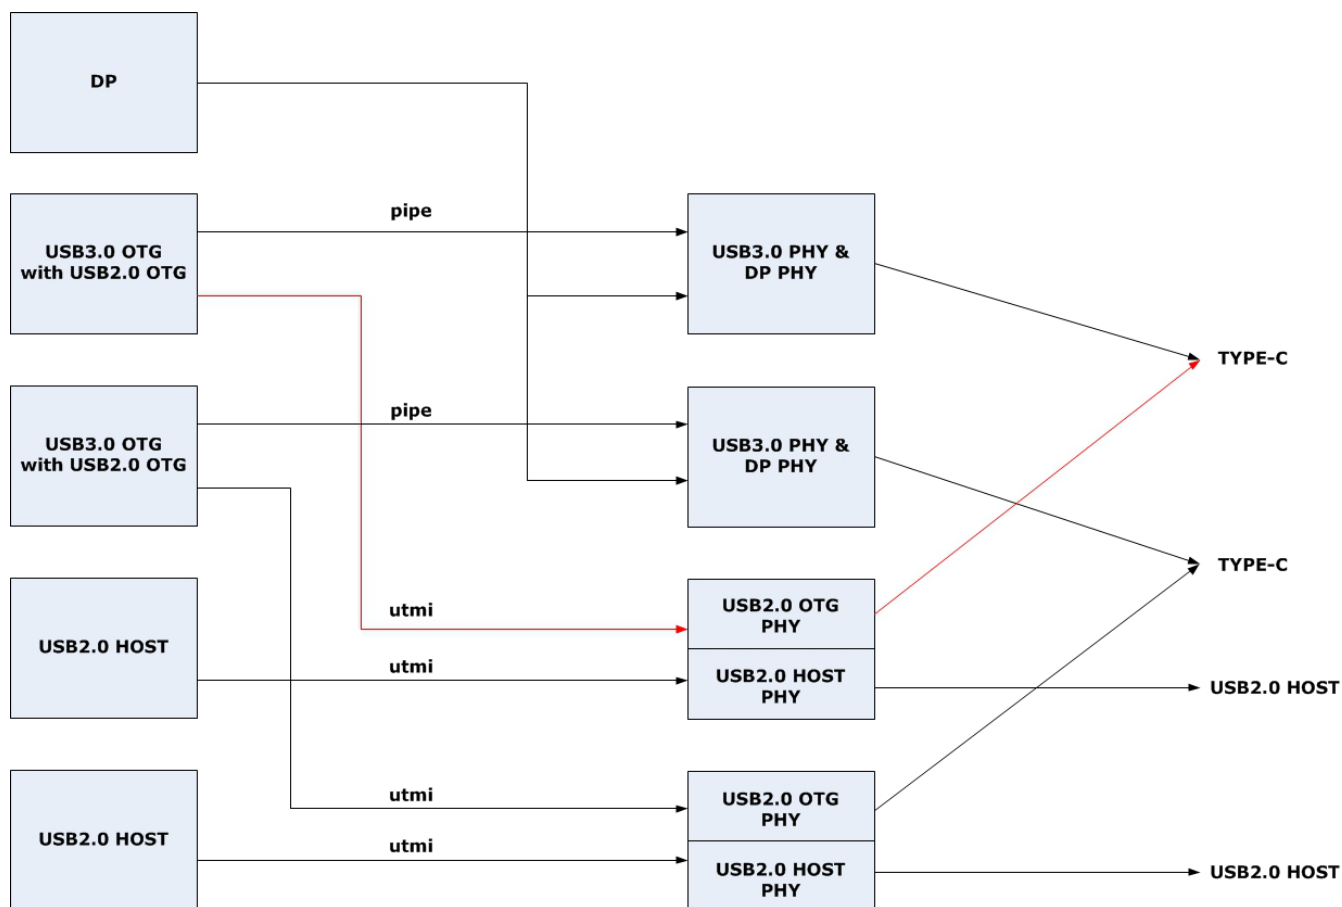 DP
pipe
USB3.0 OTG
with USB2.0 OTG
USB3.0 PHY &
DP PHY
TYPE-C
pipe
USB3.0 OTG
with USB2.0 OTG
USB3.0 PHY &
DP PHY
TYPE-C
utmi
USB2.0 OTG
PHY
USB2.0 HOST
utmi
USB2.0 HOST
PHY
USB2.0 HOST
utmi
USB2.0 OTG
PHY
USB2.0 HOST
utmi
USB2.0 HOST
PHY
USB2.0 HOST